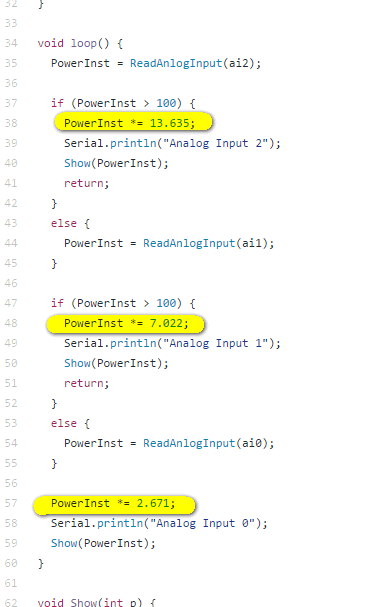 32 }
33
34 void loop() {
35 PowerInst = ReadAnlogInput(ai2);
36
37 if (PowerInst > 100) {
38 PowerInst *= 13.635;
39 Serial.println("Analog Input 2");
40 Show(PowerInst);
41 return;
42 }
43 else {
44 PowerInst = ReadAnlogInput(ai1);
45 }
46
47 if (PowerInst > 100) {
48 PowerInst *= 7.022;
49 Serial.println("Analog Input 1");
50 Show(PowerInst);
51 return;
52 }
53 else {
54 PowerInst = ReadAnlogInput(ai0);
55 }
56
57 PowerInst *= 2.671;
58 Serial.println("Analog Input 0");
59 Show(PowerInst);
60 }
61
62 void Show(int p) {